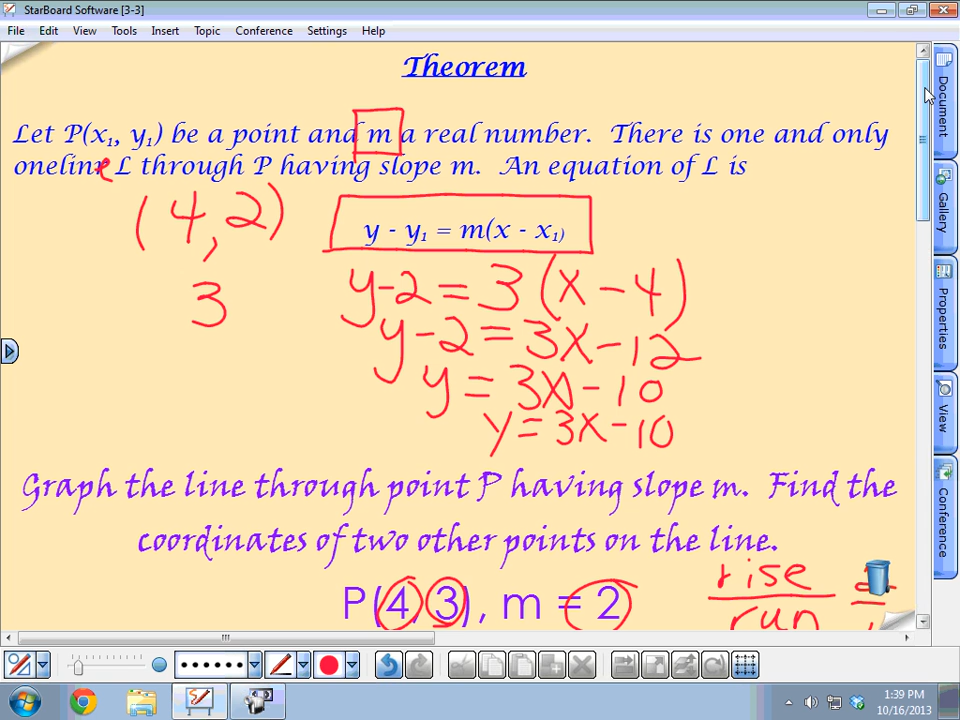 StarBoard Software [3-3]
File Edit View Tools Insert Topic Conference Settings Help
Theorem
Let P(x₁, y₁) be a point and m a real number. There is one and only
oneline L through P having slope m. An equation of L is
(4,2)
y - y₁ = m(x - x₁)
3
y-2=3(x-4)
y-2=3x-12
y=3x-10
y=3x-10
Graph the line through point P having slope m. Find the
coordinates of two other points on the line.
P(4,3), m = 2
rise
run
Document
Gallery
Properties
View
Conference
1:39 PM
10/16/2013